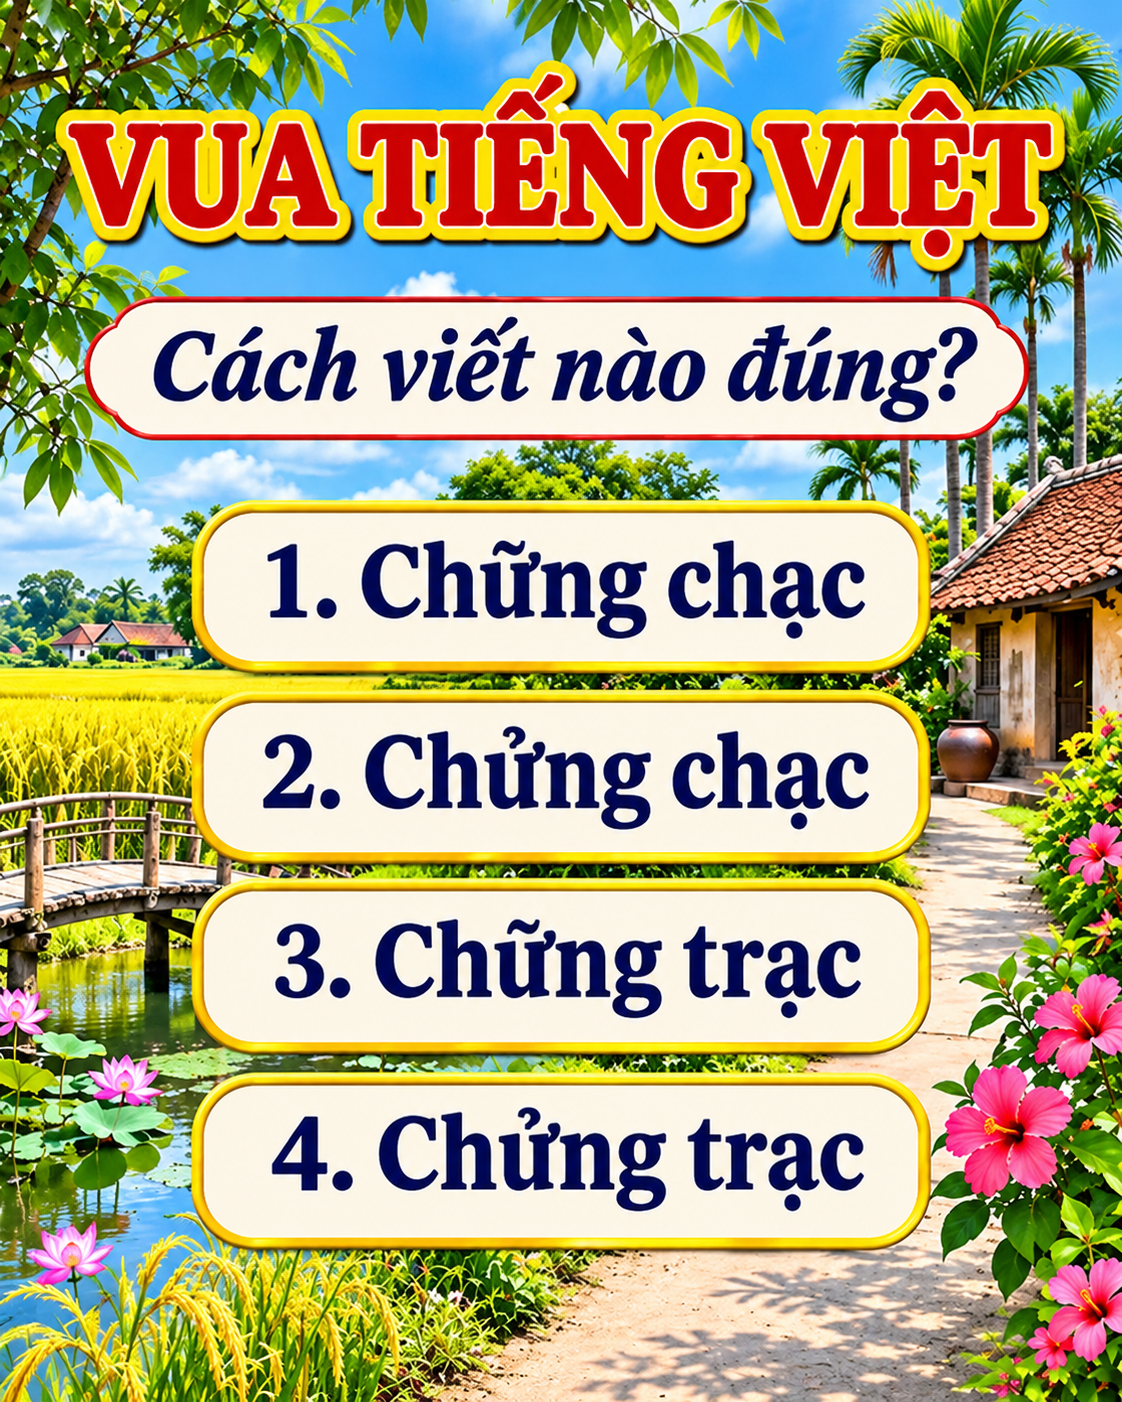 VUA TIẾNG VIỆT
Cách viết nào đúng?
1. Chững chạc
2. Chửng chạc
3. Chững trạc
4. Chửng trạc